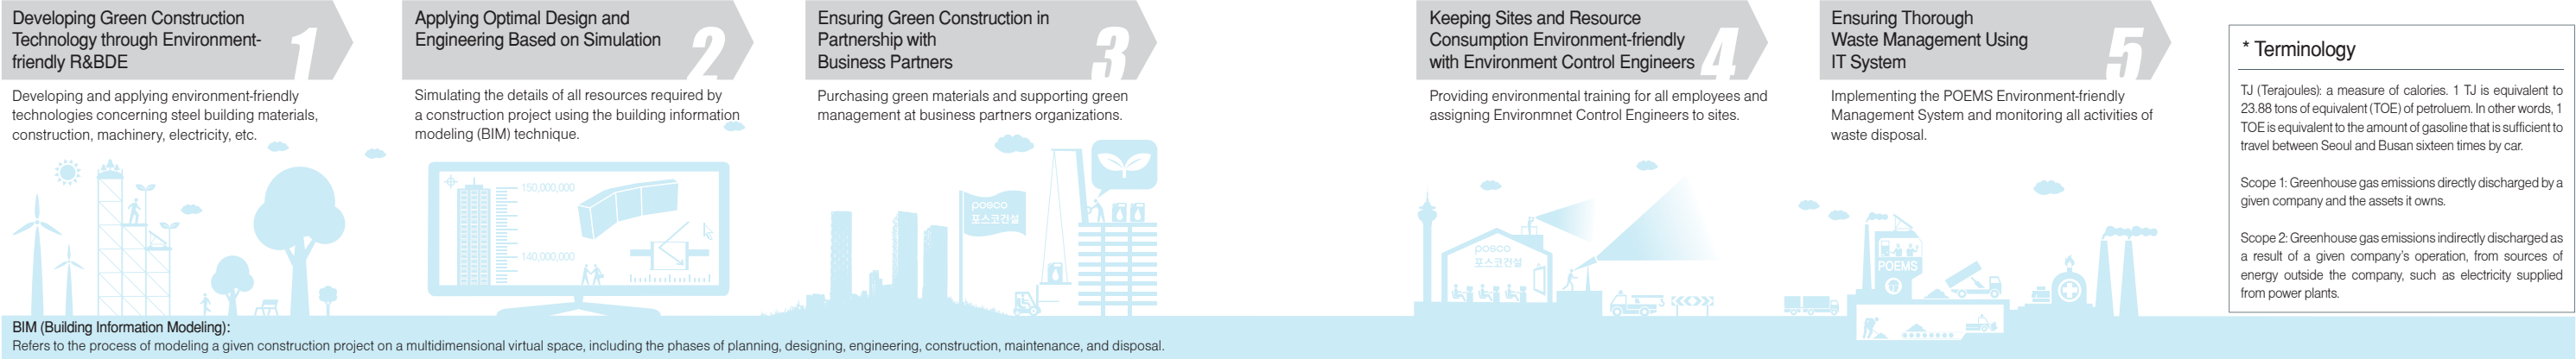 Developing Green Construction
Technology through Environment-
friendly R&BDE
1
Developing and applying environment-friendly
technologies concerning steel building materials,
construction, machinery, electricity, etc.
Applying Optimal Design and
Engineering Based on Simulation
2
Simulating the details of all resources required by
a construction project using the building information
modeling (BIM) technique.
150,000,000
140,000,000
Ensuring Green Construction in
Partnership with
Business Partners
3
Purchasing green materials and supporting green
management at business partners organizations.
posco
포스코건설
Keeping Sites and Resource
Consumption Environment-friendly
with Environment Control Engineers
4
Providing environmental training for all employees and
assigning Environmnet Control Engineers to sites.
posco
포스코건설
Ensuring Thorough
Waste Management Using
IT System
5
Implementing the POEMS Environment-friendly
Management System and monitoring all activities of
waste disposal.
POEMS
* Terminology
TJ (Terajoules): a measure of calories. 1 TJ is equivalent to
23.88 tons of equivalent (TOE) of petroluem. In other words, 1
TOE is equivalent to the amount of gasoline that is sufficient to
travel between Seoul and Busan sixteen times by car.
Scope 1: Greenhouse gas emissions directly discharged by a
given company and the assets it owns.
Scope 2: Greenhouse gas emissions indirectly discharged as
a result of a given company's operation, from sources of
energy outside the company, such as electricity supplied
from power plants.
BIM (Building Information Modeling):
Refers to the process of modeling a given construction project on a multidimensional virtual space, including the phases of planning, designing, engineering, construction, maintenance, and disposal.